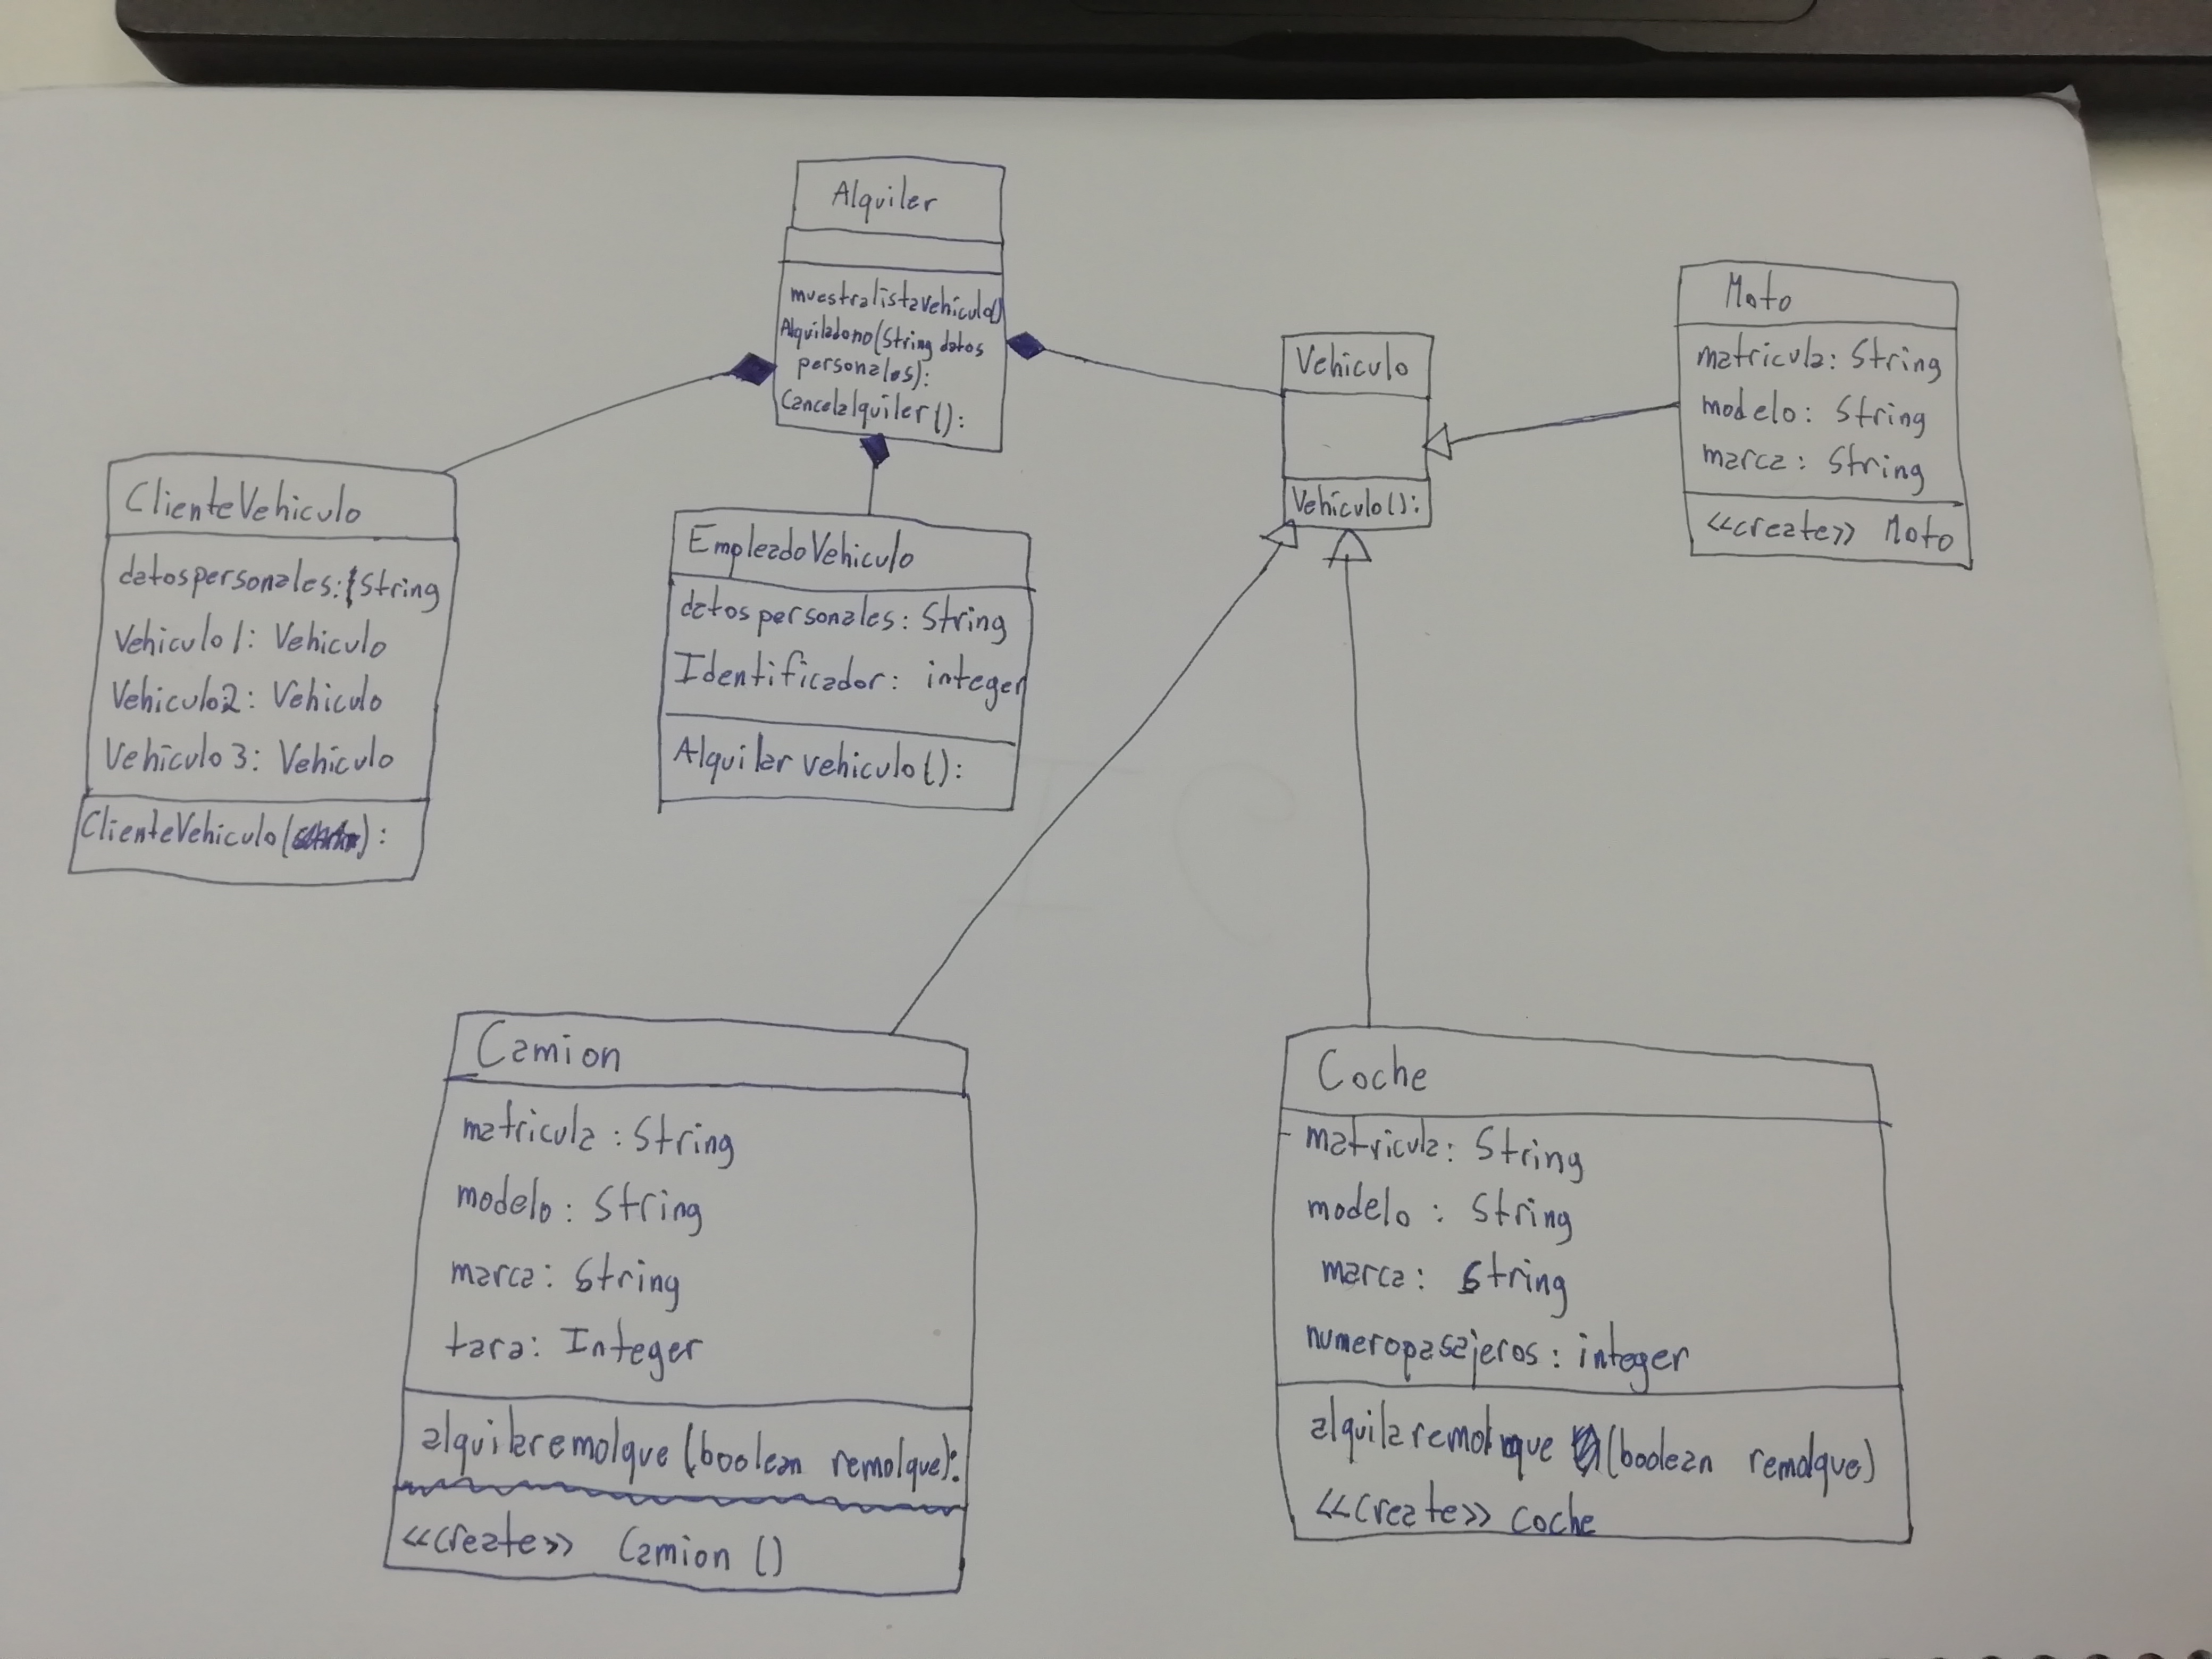 Alquiler
muestralistavehiculo()
Alquiladono(String datos
personales):
Cancelalquiler():
Moto
matricula: String
modelo: String
marca: String
<<create>> Moto
Vehiculo
Vehiculo():
ClienteVehiculo
datospersonales: String
Vehiculo1: Vehiculo
Vehiculo2: Vehiculo
Vehiculo3: Vehiculo
ClienteVehiculo():
EmpleadoVehiculo
datospersonales: String
Identificador: integer
Alquilar vehiculo():
Camion
matricula: String
modelo: String
marca: String
tara: Integer
alquilaremolque (boolean remolque):
<<create>> Camion ()
Coche
matricula: String
modelo: String
marca: String
numeropasajeros: integer
alquilaremolque (boolean remolque)
<<create>> coche